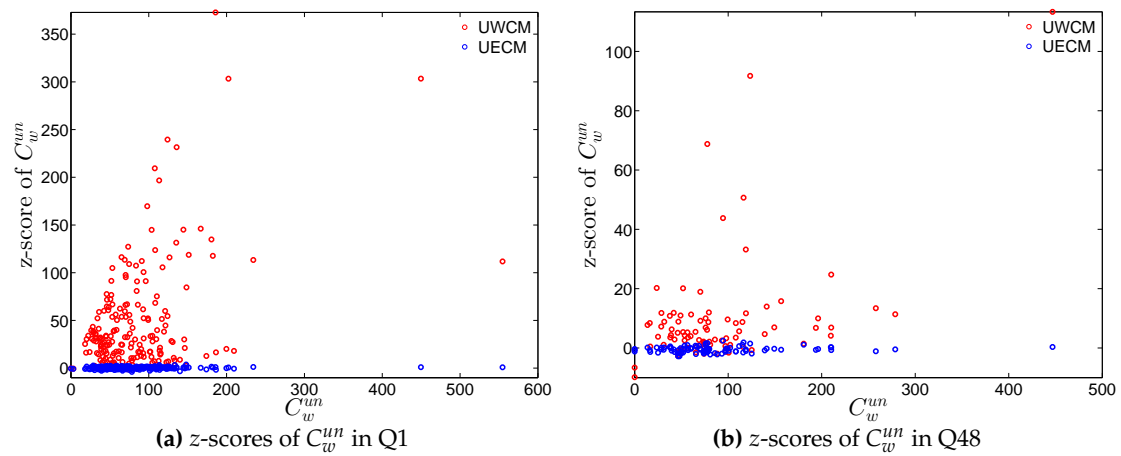 350
300
250
200
150
100
50
0
z-score of C_w^{un}
0 100 200 300 400 500 600
C_w^{un}
UWCM
UECM
(a) z-scores of C_w^{un} in Q1
100
80
60
40
20
0
z-score of C_w^{un}
0 100 200 300 400 500
C_w^{un}
UWCM
UECM
(b) z-scores of C_w^{un} in Q48